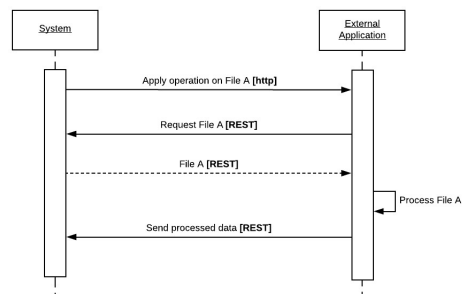 System
External
Application
Apply operation on File A [http]
Request File A [REST]
File A [REST]
Process File A
Send processed data [REST]